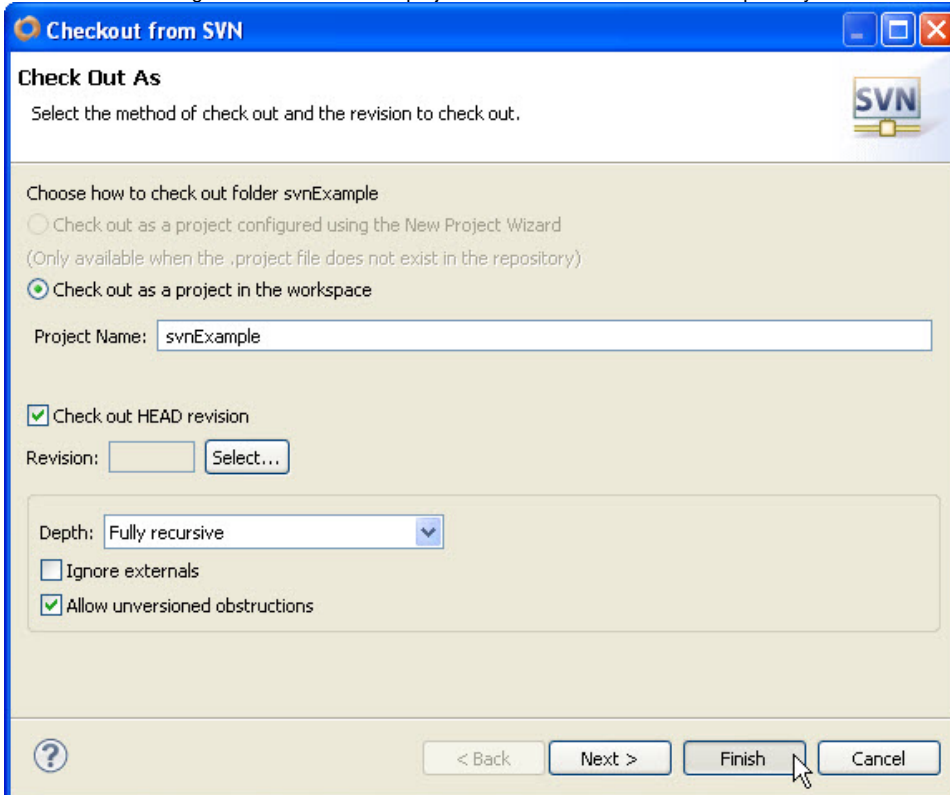 Checkout from SVN
Check Out As
Select the method of check out and the revision to check out.
SVN
Choose how to check out folder svnExample
Check out as a project configured using the New Project Wizard
(Only available when the .project file does not exist in the repository)
Check out as a project in the workspace
Project Name: svnExample
Check out HEAD revision
Revision: Select...
Depth: Fully recursive
Ignore externals
Allow unversioned obstructions
? < Back Next > Finish Cancel